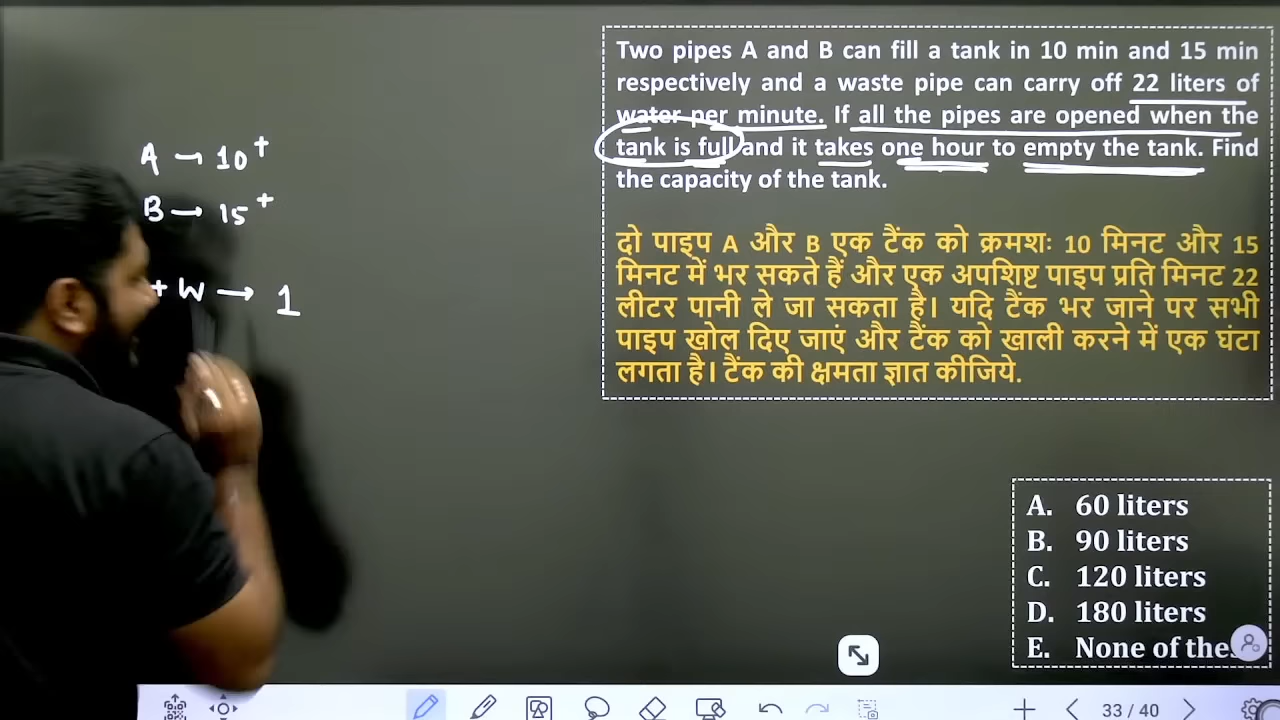 Two pipes A and B can fill a tank in 10 min and 15 min
respectively and a waste pipe can carry off 22 liters of
water per minute. If all the pipes are opened when the
tank is full and it takes one hour to empty the tank. Find
the capacity of the tank.
दो पाइप A और B एक टैंक को क्रमशः 10 मिनट और 15
मिनट में भर सकते हैं और एक अपशिष्ट पाइप प्रति मिनट 22
लीटर पानी ले जा सकता है। यदि टैंक भर जाने पर सभी
पाइप खोल दिए जाएं और टैंक को खाली करने में एक घंटा
लगता है। टैंक की क्षमता ज्ञात कीजिये.
A → 10+
B → 15+
+ W → 1
A. 60 liters
B. 90 liters
C. 120 liters
D. 180 liters
E. None of the
33 / 40